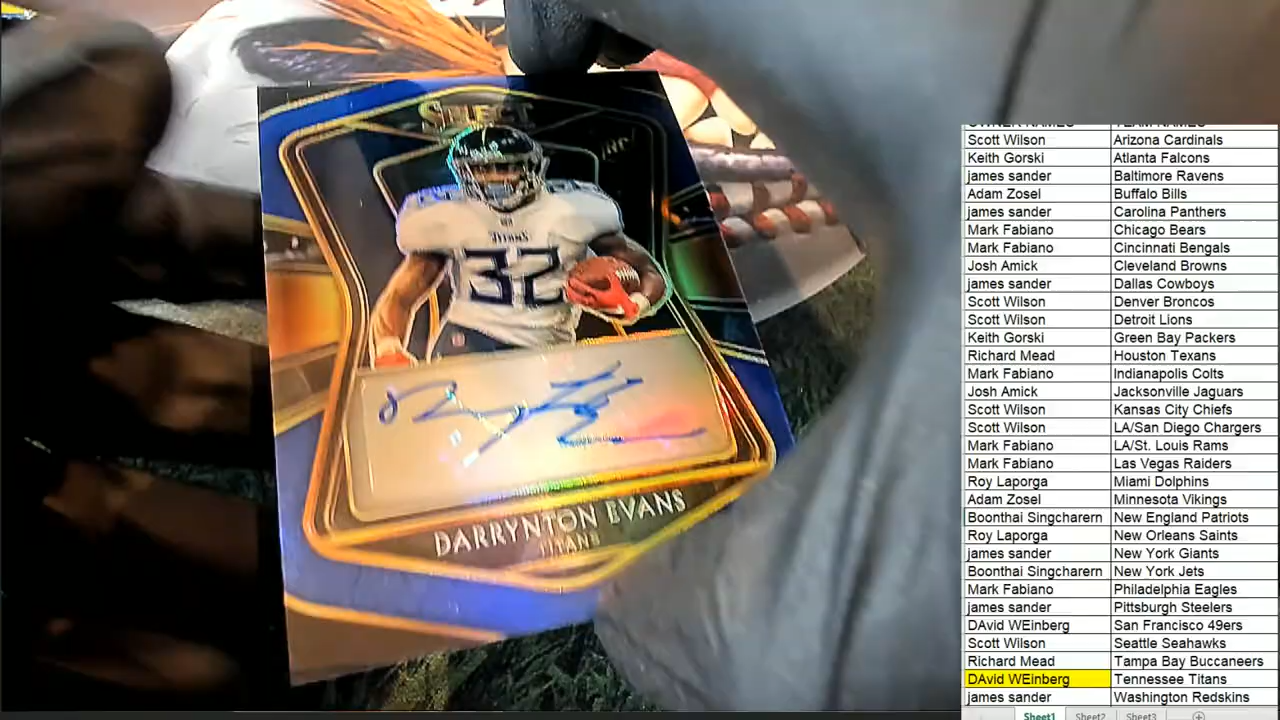 SELECT
RC
TITANS
32
DARRYNTON EVANS
TITANS
OWNER NAMES TEAM NAMES
Scott Wilson Arizona Cardinals
Keith Gorski Atlanta Falcons
james sander Baltimore Ravens
Adam Zosel Buffalo Bills
james sander Carolina Panthers
Mark Fabiano Chicago Bears
Mark Fabiano Cincinnati Bengals
Josh Amick Cleveland Browns
james sander Dallas Cowboys
Scott Wilson Denver Broncos
Scott Wilson Detroit Lions
Keith Gorski Green Bay Packers
Richard Mead Houston Texans
Mark Fabiano Indianapolis Colts
Josh Amick Jacksonville Jaguars
Scott Wilson Kansas City Chiefs
Scott Wilson LA/San Diego Chargers
Mark Fabiano LA/St. Louis Rams
Mark Fabiano Las Vegas Raiders
Roy Laporga Miami Dolphins
Adam Zosel Minnesota Vikings
Boonthai Singcharern New England Patriots
Roy Laporga New Orleans Saints
james sander New York Giants
Boonthai Singcharern New York Jets
Mark Fabiano Philadelphia Eagles
james sander Pittsburgh Steelers
DAvid WEinberg San Francisco 49ers
Scott Wilson Seattle Seahawks
Richard Mead Tampa Bay Buccaneers
DAvid WEinberg Tennessee Titans
james sander Washington Redskins
Sheet1 Sheet2 Sheet3